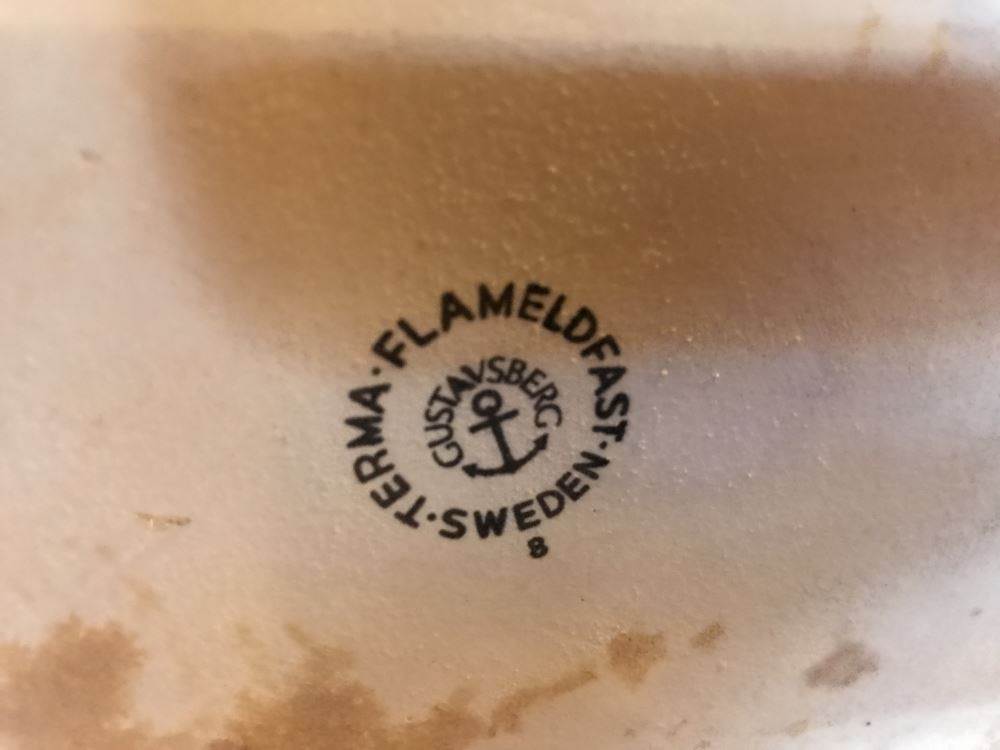 TERMA · FLAMELDFAST · SWEDEN ·
GUSTAVSBERG
8